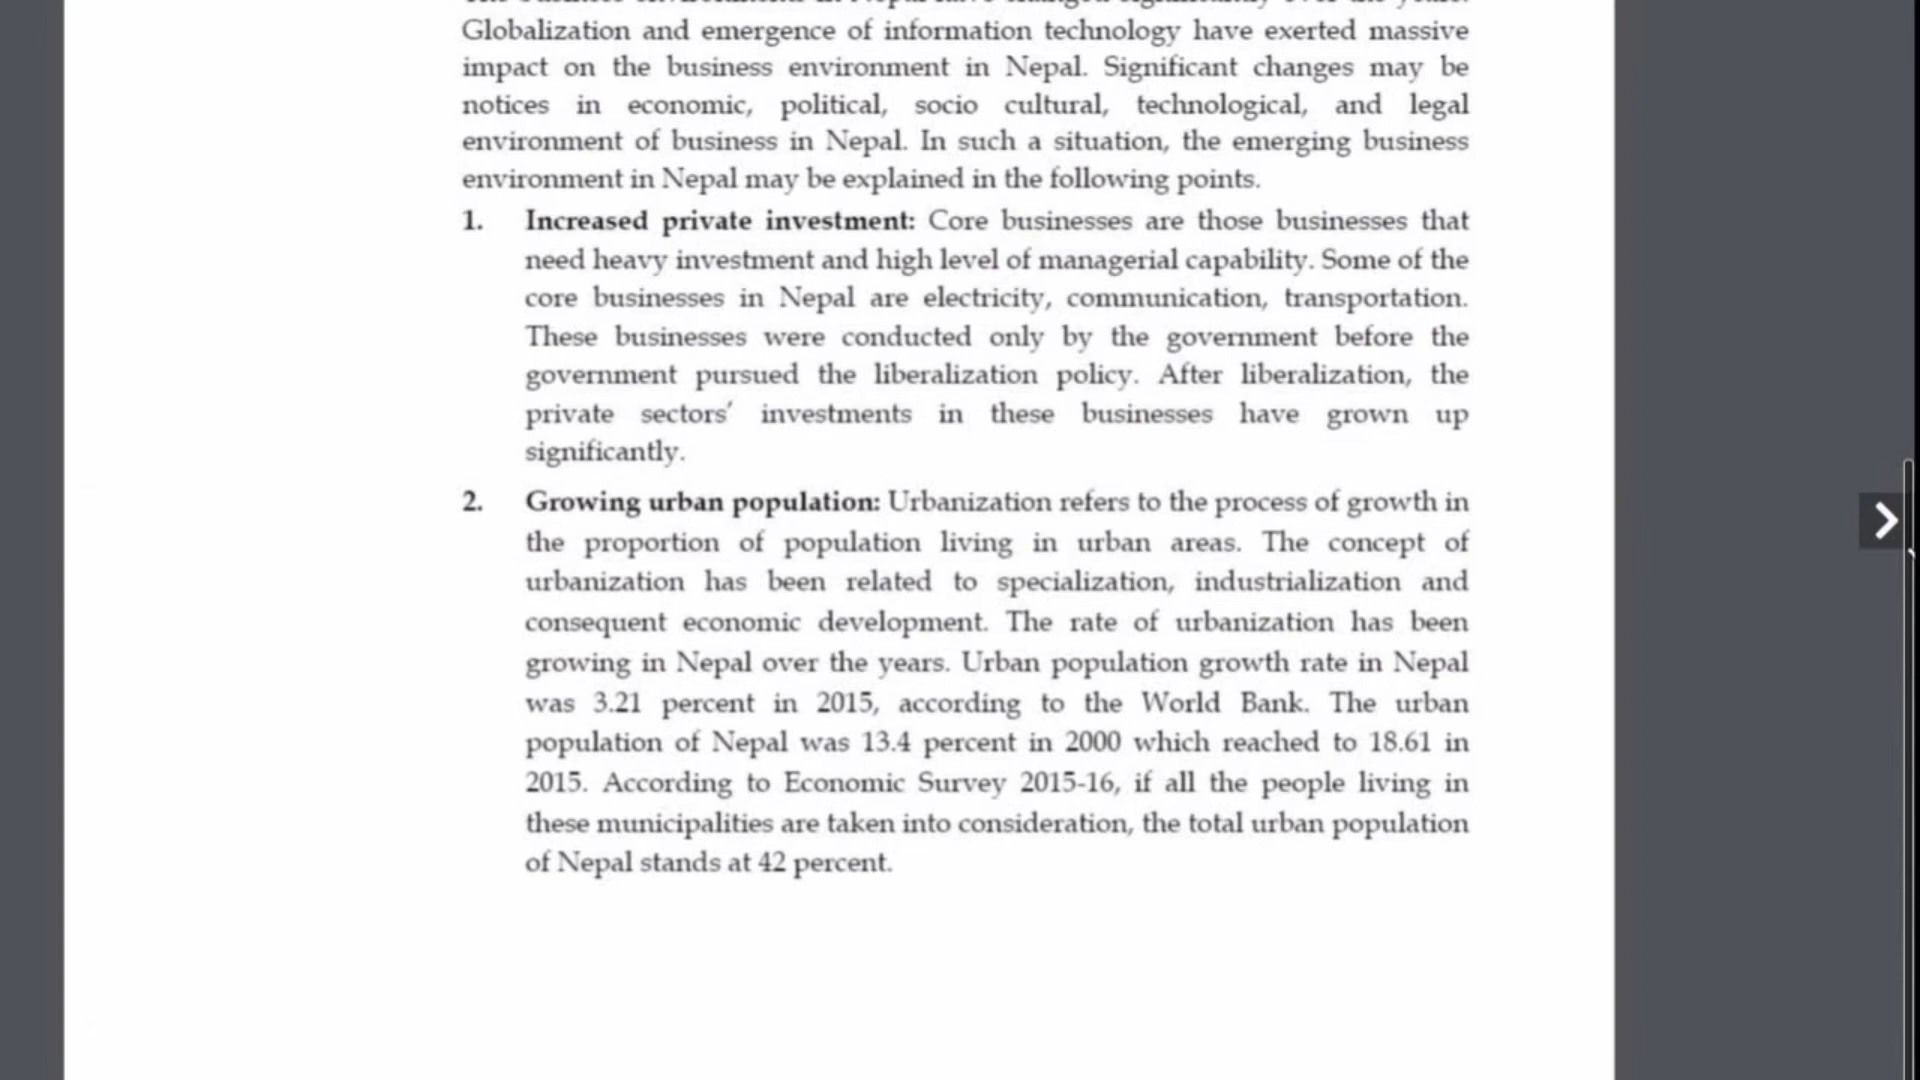 Globalization and emergence of information technology have exerted massive
impact on the business environment in Nepal. Significant changes may be
notices in economic, political, socio cultural, technological, and legal
environment of business in Nepal. In such a situation, the emerging business
environment in Nepal may be explained in the following points.
1. Increased private investment: Core businesses are those businesses that
need heavy investment and high level of managerial capability. Some of the
core businesses in Nepal are electricity, communication, transportation.
These businesses were conducted only by the government before the
government pursued the liberalization policy. After liberalization, the
private sectors' investments in these businesses have grown up
significantly.
2. Growing urban population: Urbanization refers to the process of growth in
the proportion of population living in urban areas. The concept of
urbanization has been related to specialization, industrialization and
consequent economic development. The rate of urbanization has been
growing in Nepal over the years. Urban population growth rate in Nepal
was 3.21 percent in 2015, according to the World Bank. The urban
population of Nepal was 13.4 percent in 2000 which reached to 18.61 in
2015. According to Economic Survey 2015-16, if all the people living in
these municipalities are taken into consideration, the total urban population
of Nepal stands at 42 percent.